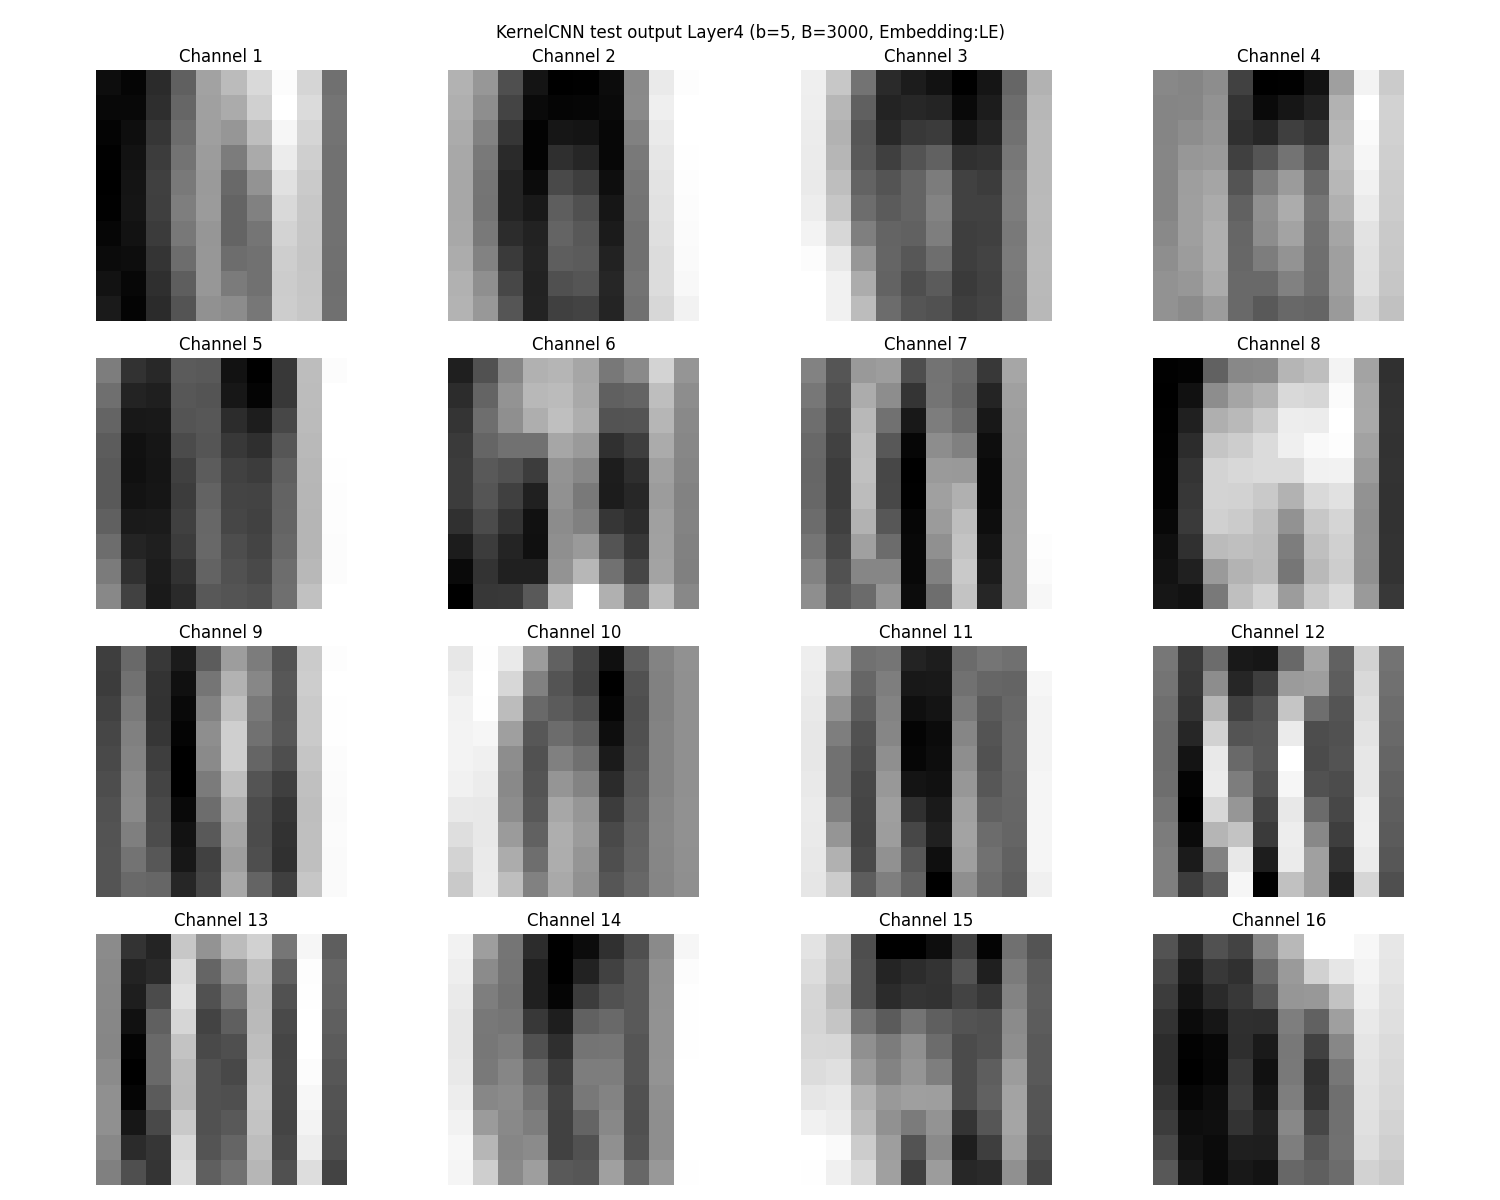 KernelCNN test output Layer4 (b=5, B=3000, Embedding:LE)
Channel 1
Channel 2
Channel 3
Channel 4
Channel 5
Channel 6
Channel 7
Channel 8
Channel 9
Channel 10
Channel 11
Channel 12
Channel 13
Channel 14
Channel 15
Channel 16